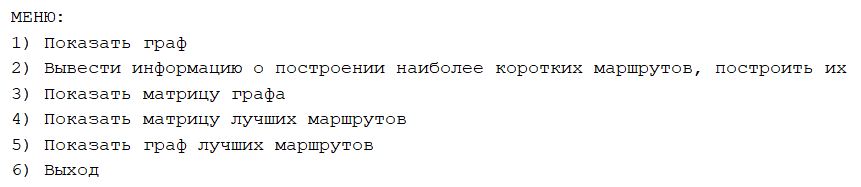 МЕНЮ:
1) Показать граф
2) Вывести информацию о построении наиболее коротких маршрутов, построить их
3) Показать матрицу графа
4) Показать матрицу лучших маршрутов
5) Показать граф лучших маршрутов
6) Выход